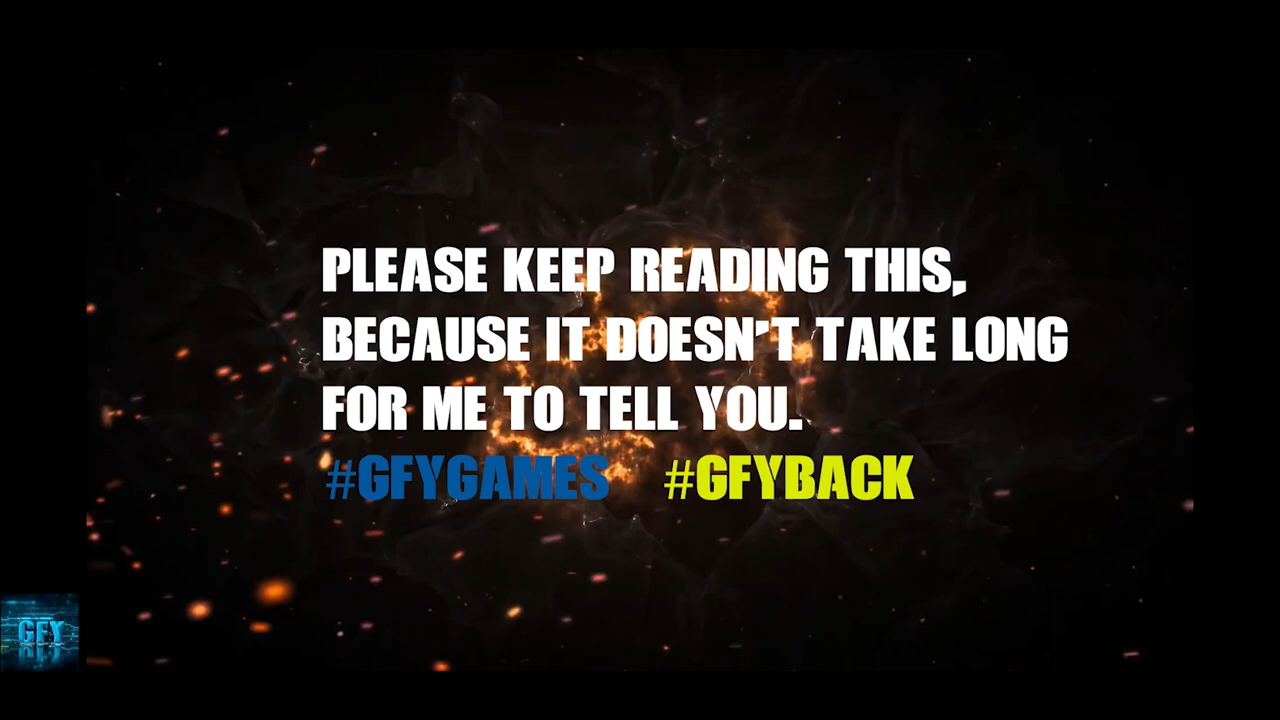 PLEASE KEEP READING THIS,
BECAUSE IT DOESN'T TAKE LONG
FOR ME TO TELL YOU.
#GFYGAMES #GFYBACK
GFY